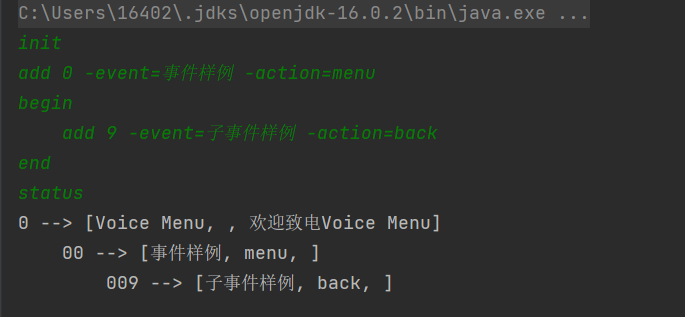 C:\Users\16402\.jdks\openjdk-16.0.2\bin\java.exe ...
init
add 0 -event=事件样例 -action=menu
begin
    add 9 -event=子事件样例 -action=back
end
status
0 --> [Voice Menu, , 欢迎致电Voice Menu]
    00 --> [事件样例, menu, ]
        009 --> [子事件样例, back, ]